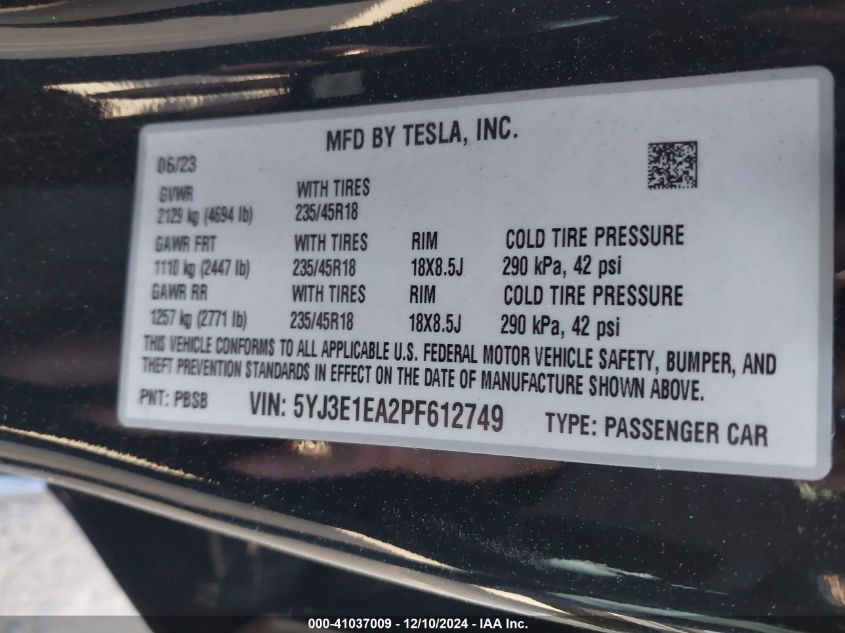 MFD BY TESLA, INC.
06/23
GVWR WITH TIRES
2129 kg (4694 lb) 235/45R18
GAWR FRT WITH TIRES RIM COLD TIRE PRESSURE
1110 kg (2447 lb) 235/45R18 18X8.5J 290 kPa, 42 psi
GAWR RR WITH TIRES RIM COLD TIRE PRESSURE
1257 kg (2771 lb) 235/45R18 18X8.5J 290 kPa, 42 psi
THIS VEHICLE CONFORMS TO ALL APPLICABLE U.S. FEDERAL MOTOR VEHICLE SAFETY, BUMPER, AND
THEFT PREVENTION STANDARDS IN EFFECT ON THE DATE OF MANUFACTURE SHOWN ABOVE.
PNT: PBSB VIN: 5YJ3E1EA2PF612749 TYPE: PASSENGER CAR
000-41037009 - 12/10/2024 - IAA Inc.